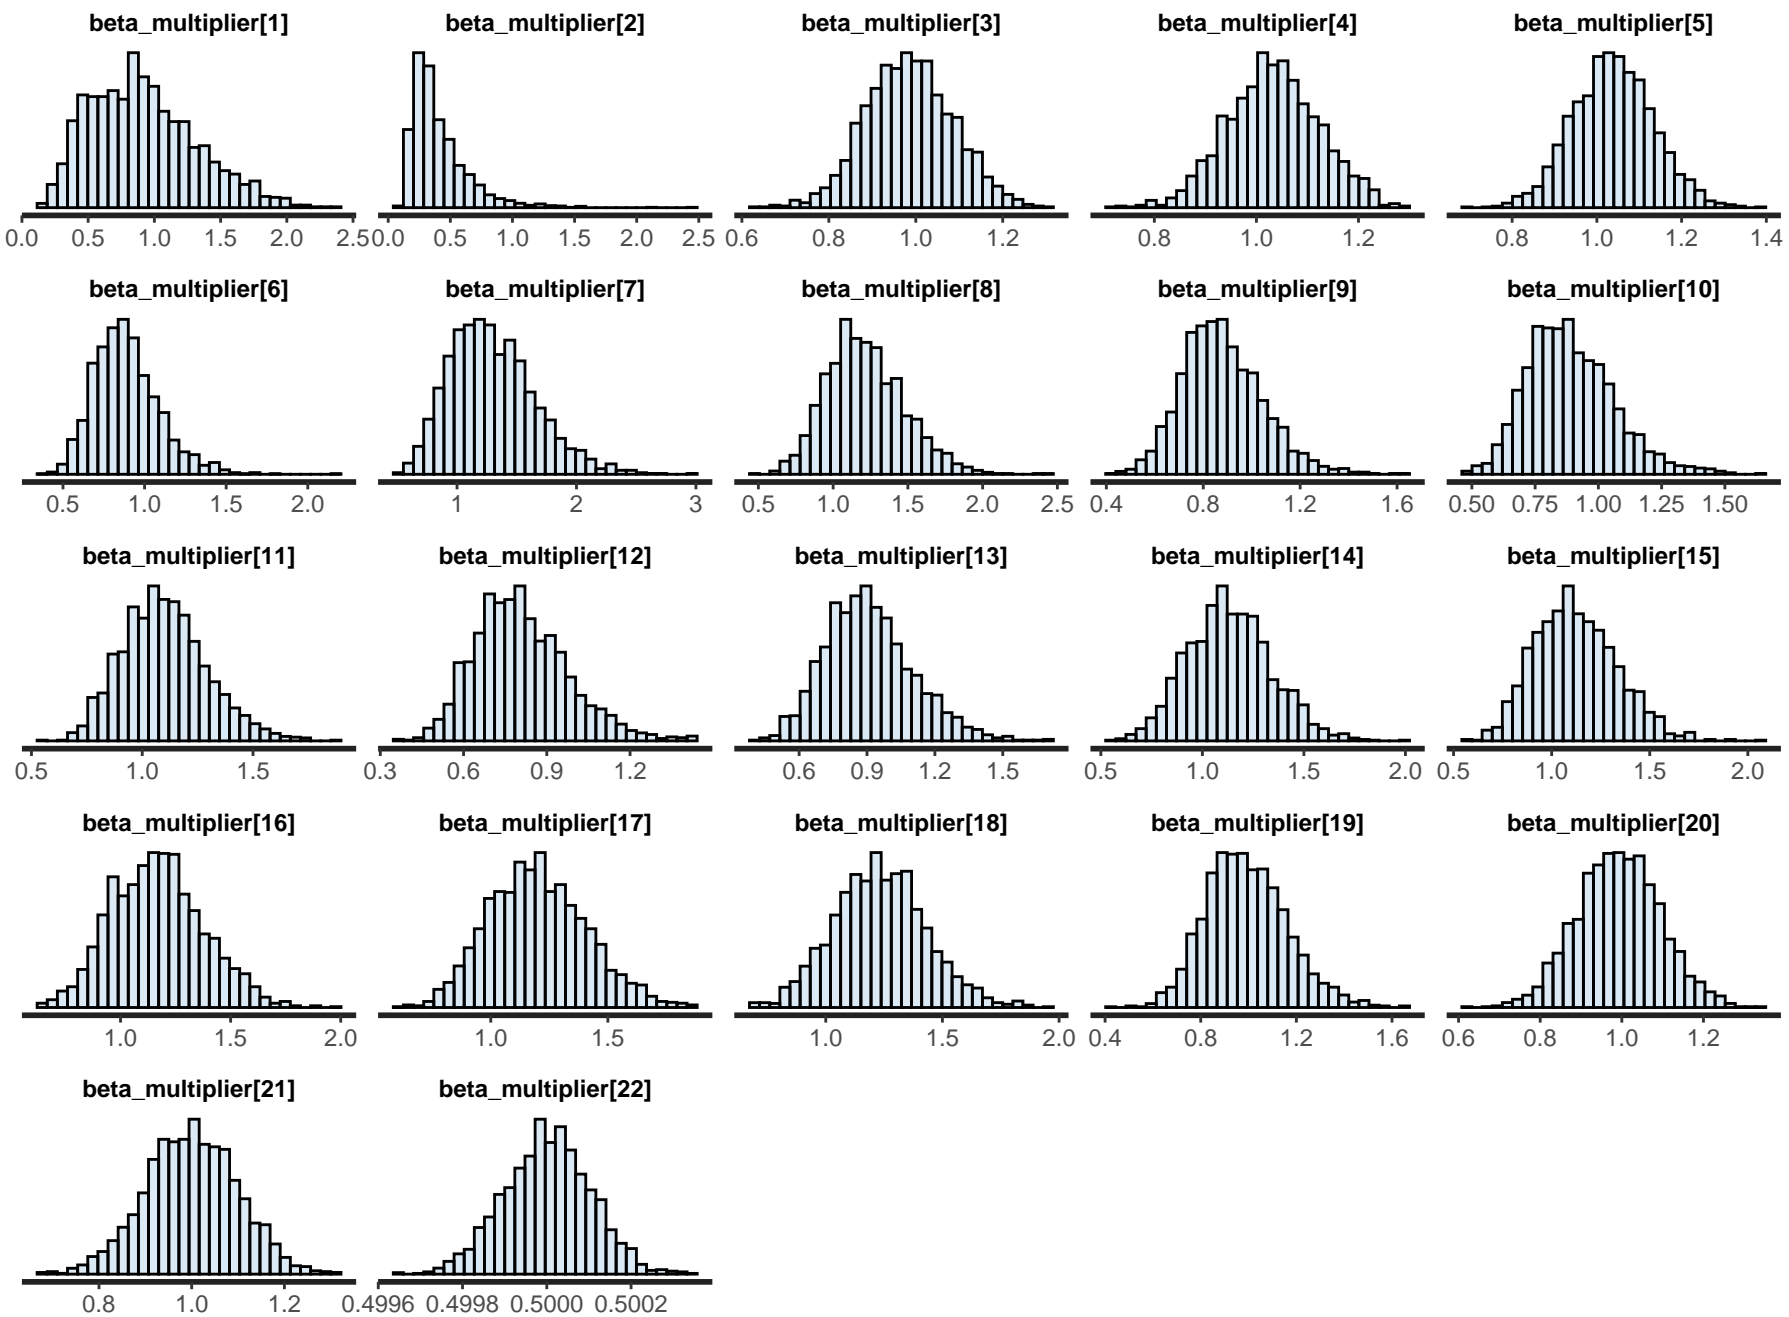 beta_multiplier[1] beta_multiplier[2] beta_multiplier[3] beta_multiplier[4] beta_multiplier[5]
0.0 0.5 1.0 1.5 2.0 2.5 0.0 0.5 1.0 1.5 2.0 2.5 0.6 0.8 1.0 1.2 0.8 1.0 1.2 0.8 1.0 1.2 1.4
beta_multiplier[6] beta_multiplier[7] beta_multiplier[8] beta_multiplier[9] beta_multiplier[10]
0.5 1.0 1.5 2.0 1 2 3 0.5 1.0 1.5 2.0 2.5 0.4 0.8 1.2 1.6 0.50 0.75 1.00 1.25 1.50
beta_multiplier[11] beta_multiplier[12] beta_multiplier[13] beta_multiplier[14] beta_multiplier[15]
0.5 1.0 1.5 0.3 0.6 0.9 1.2 0.6 0.9 1.2 1.5 0.5 1.0 1.5 2.0 0.5 1.0 1.5 2.0
beta_multiplier[16] beta_multiplier[17] beta_multiplier[18] beta_multiplier[19] beta_multiplier[20]
1.0 1.5 2.0 1.0 1.5 1.0 1.5 2.0 0.4 0.8 1.2 1.6 0.6 0.8 1.0 1.2
beta_multiplier[21] beta_multiplier[22]
0.8 1.0 1.2 0.4996 0.4998 0.5000 0.5002